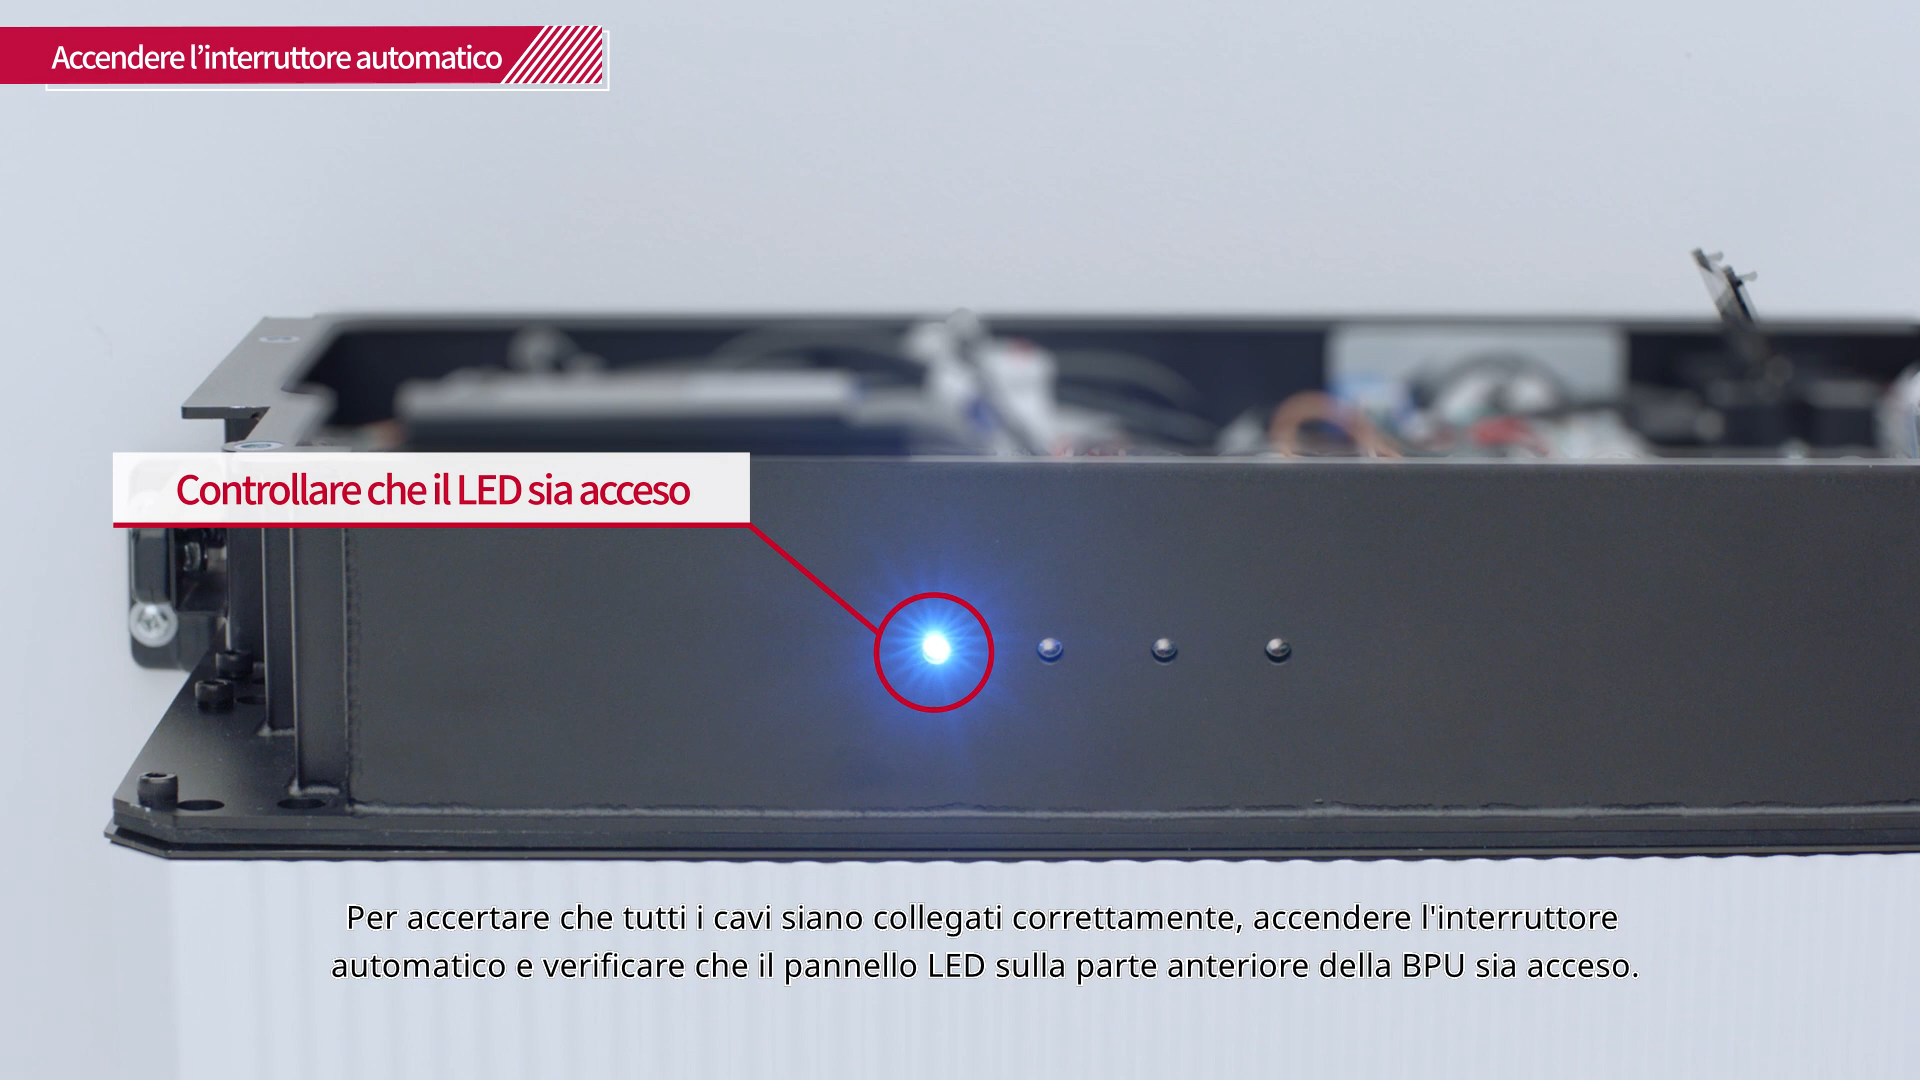 Accendere l’interruttore automatico
Controllare che il LED sia acceso
Per accertare che tutti i cavi siano collegati correttamente, accendere l'interruttore
automatico e verificare che il pannello LED sulla parte anteriore della BPU sia acceso.